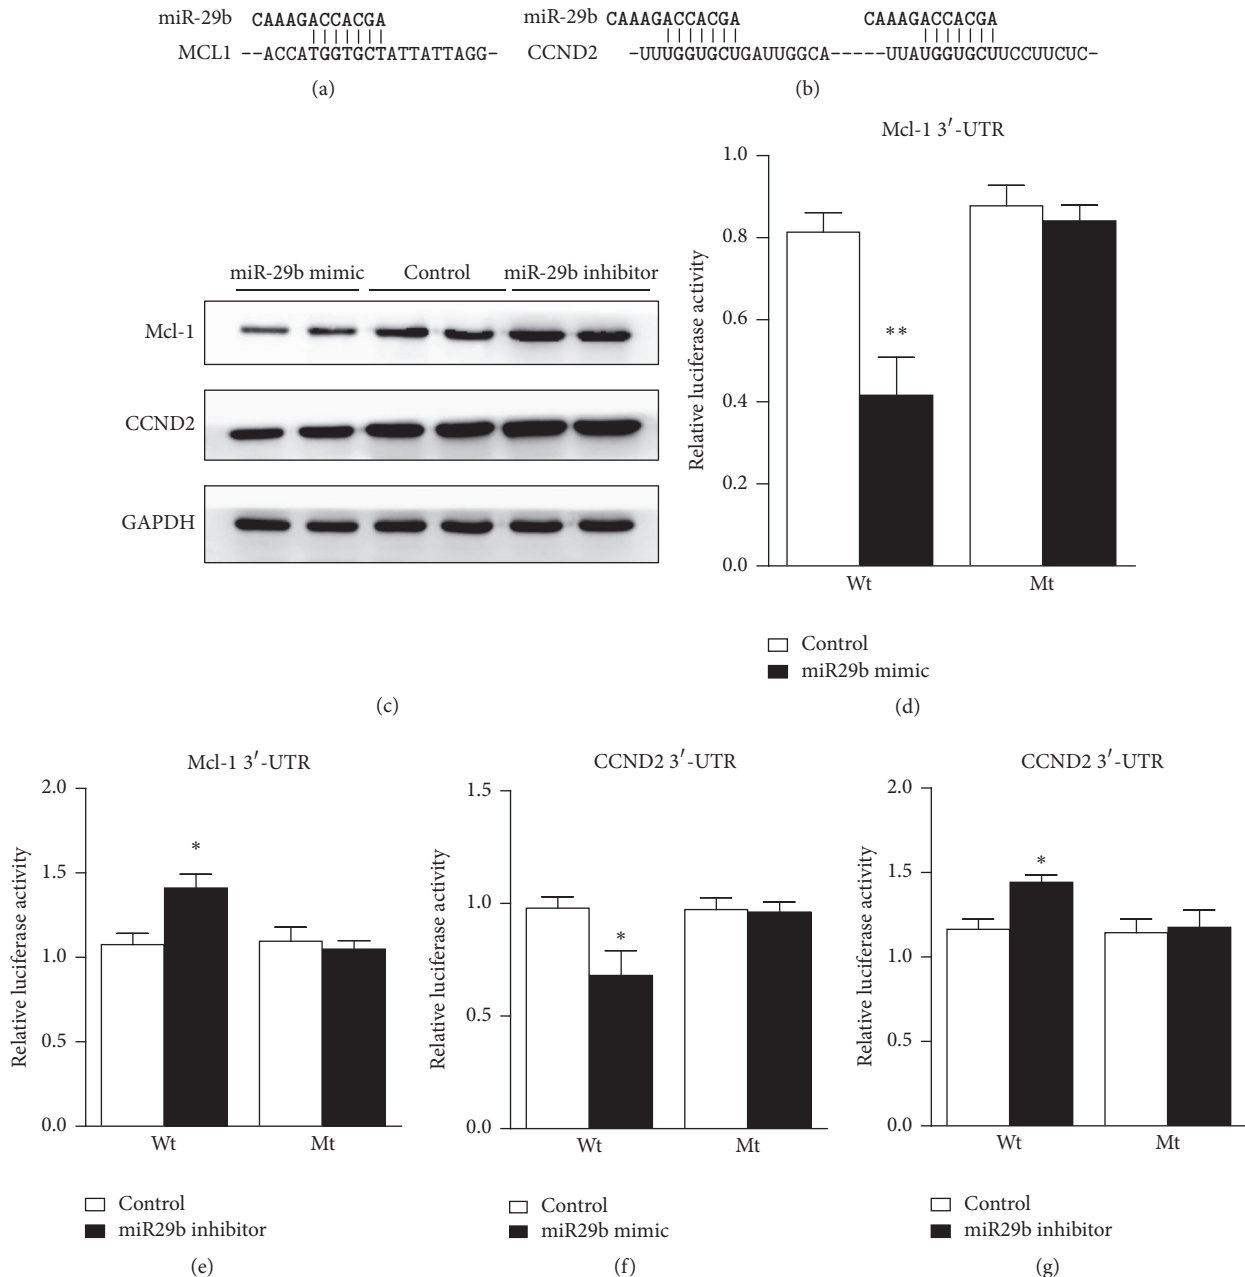 miR-29b CAAAGACCACGA
MCL1 --ACCATGGTGCTATTATTAGG-
(a)
miR-29b CAAAGACCACGA CAAAGACCACGA
CCND2 -UUUGGUGCUGAUUGGCA-----UUAUGGUGCUUCCUUCUC-
(b)
miR-29b mimic Control miR-29b inhibitor
Mcl-1
CCND2
GAPDH
(c)
Mcl-1 3′-UTR
Relative luciferase activity
1.0
0.8
0.6
0.4
0.2
0.0
**
Wt Mt
Control
miR29b mimic
(d)
Mcl-1 3′-UTR
Relative luciferase activity
2.0
1.5
1.0
0.5
0.0
*
Wt Mt
Control
miR29b inhibitor
(e)
CCND2 3′-UTR
Relative luciferase activity
1.5
1.0
0.5
0.0
*
Wt Mt
Control
miR29b mimic
(f)
CCND2 3′-UTR
Relative luciferase activity
2.0
1.5
1.0
0.5
0.0
*
Wt Mt
Control
miR29b inhibitor
(g)